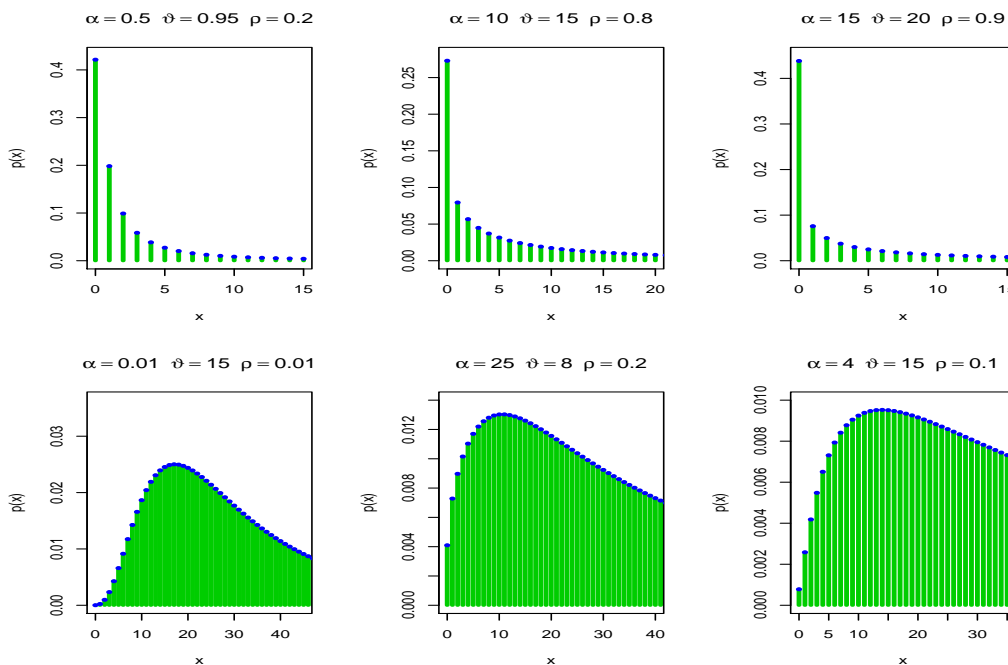 α = 0.5 ϑ = 0.95 ρ = 0.2
p(x)
0.0 0.1 0.2 0.3 0.4
0 5 10 15
x
α = 10 ϑ = 15 ρ = 0.8
p(x)
0.00 0.05 0.10 0.15 0.20 0.25
0 5 10 15 20
x
α = 15 ϑ = 20 ρ = 0.9
p(x)
0.0 0.1 0.2 0.3 0.4
0 5 10 15
x
α = 0.01 ϑ = 15 ρ = 0.01
p(x)
0.00 0.01 0.02 0.03
0 10 20 30 40
x
α = 25 ϑ = 8 ρ = 0.2
p(x)
0.000 0.004 0.008 0.012
0 10 20 30 40
x
α = 4 ϑ = 15 ρ = 0.1
p(x)
0.000 0.002 0.004 0.006 0.008 0.010
0 5 10 20 30
x